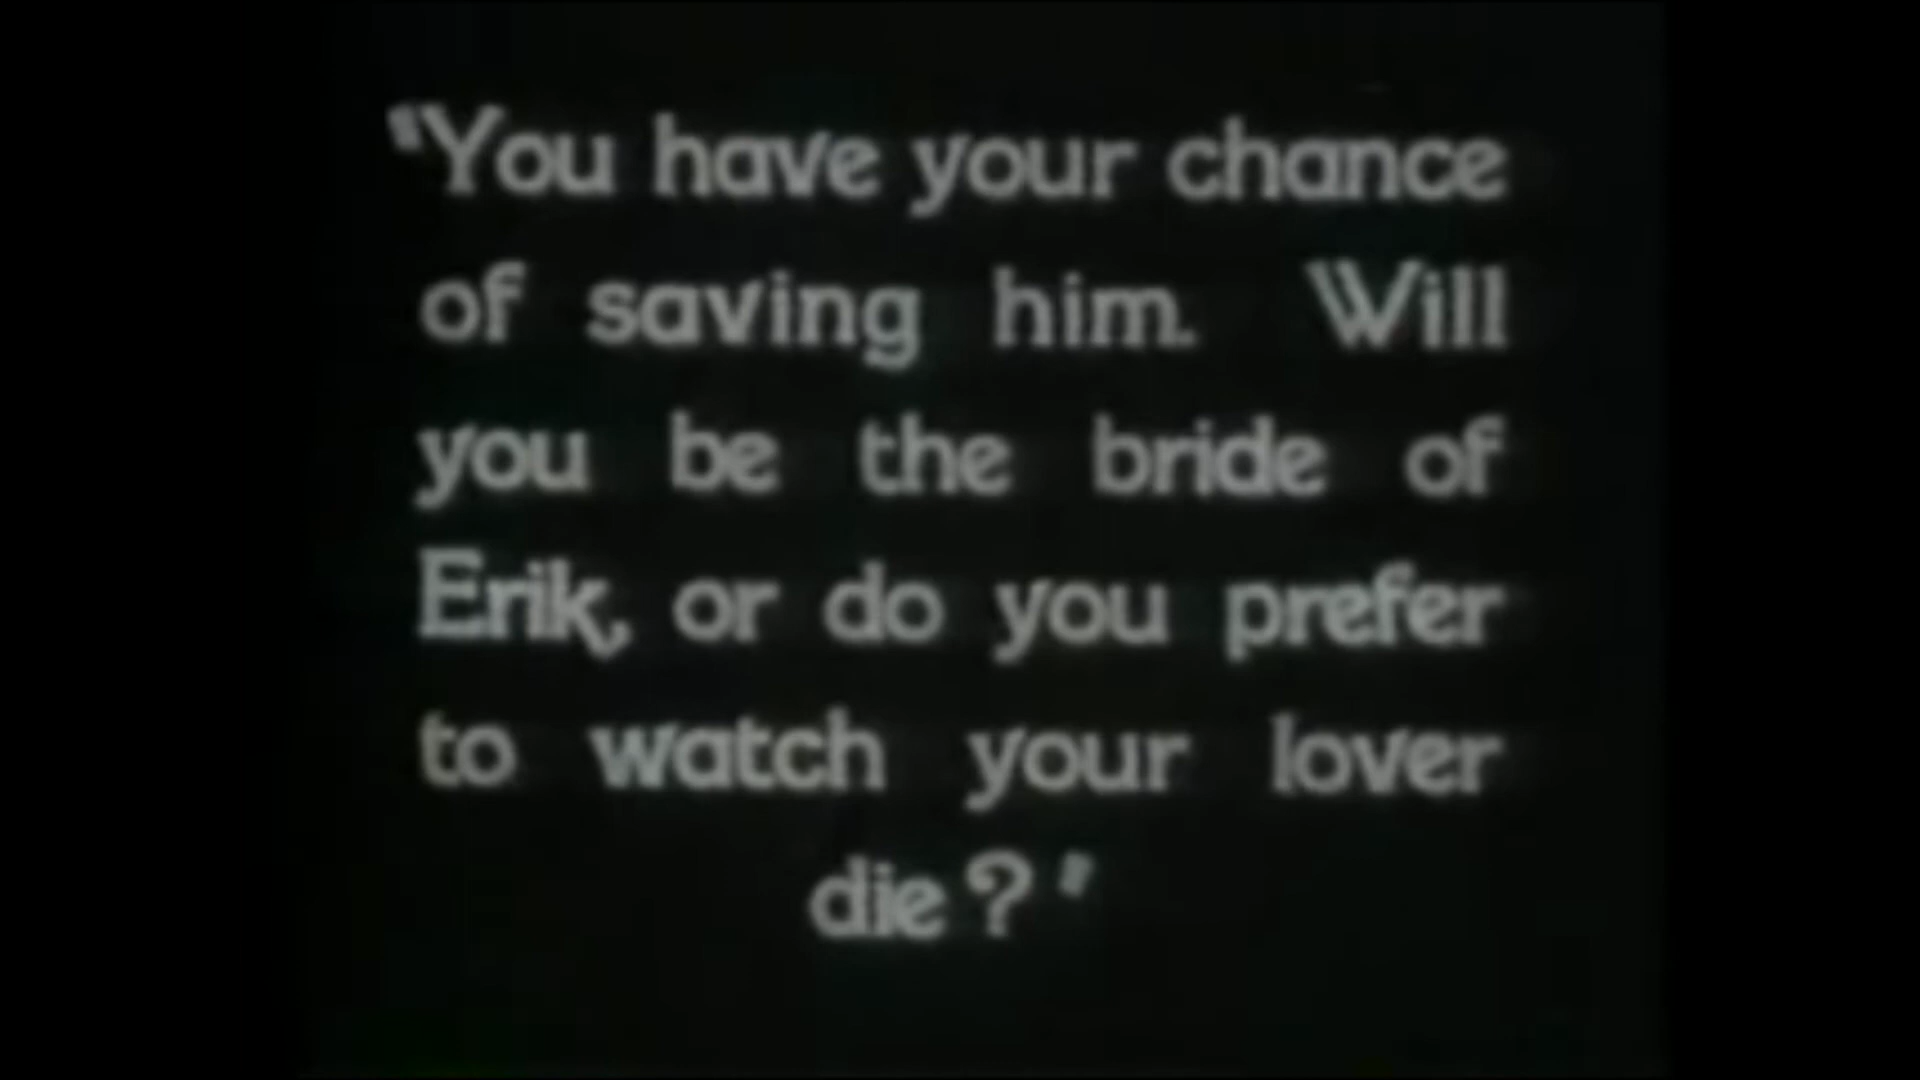 "You have your chance
of saving him. Will
you be the bride of
Erik, or do you prefer
to watch your lover
die?"